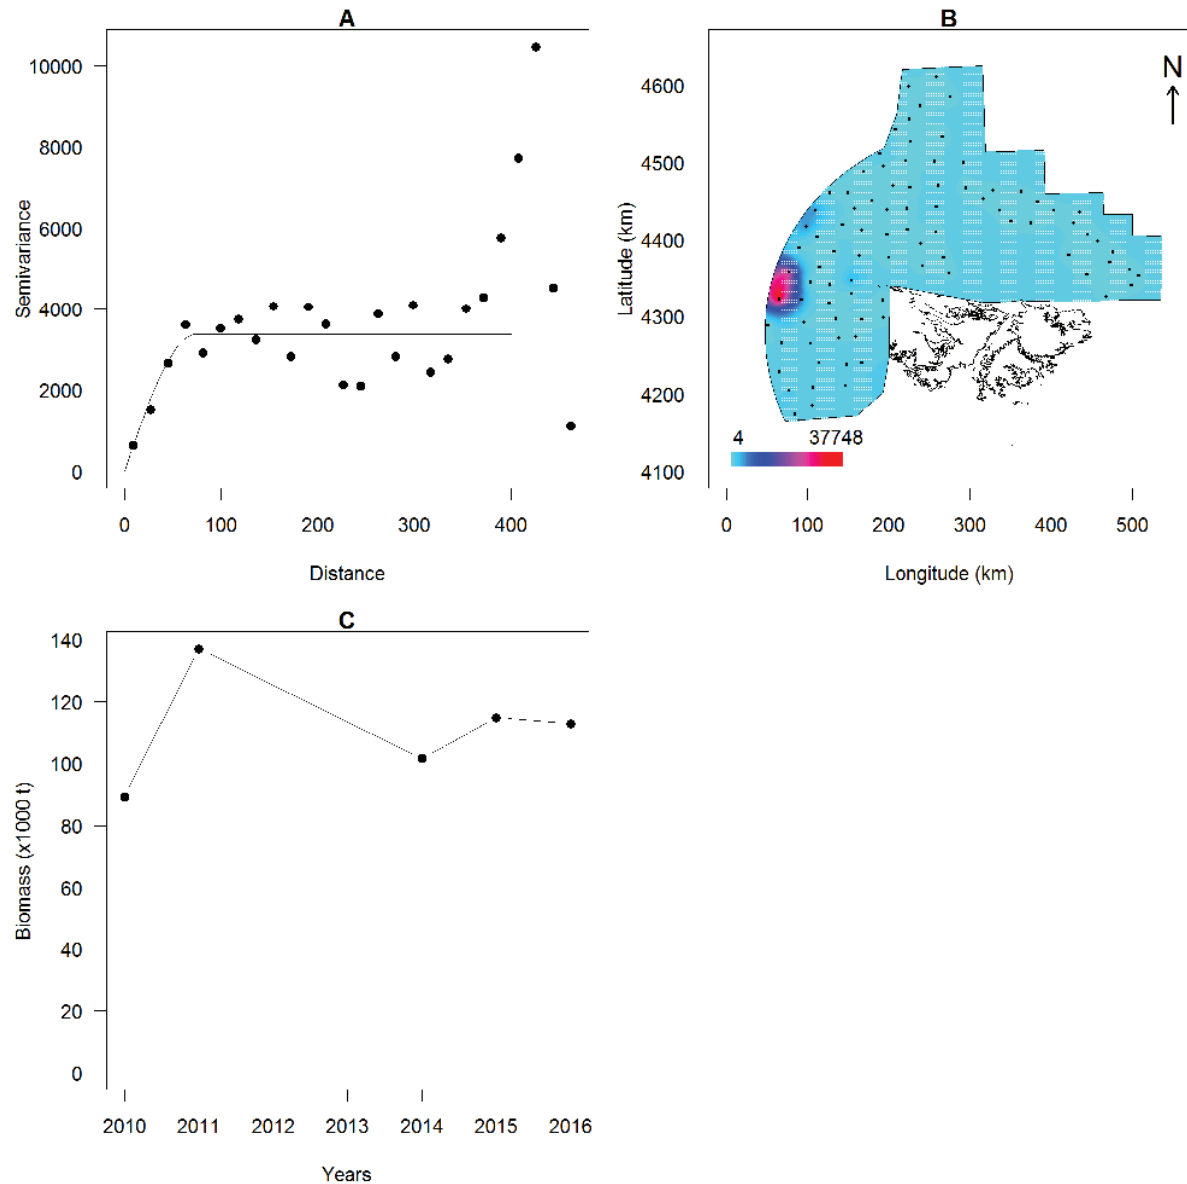 A
10000
8000
6000
4000
2000
0
Semivariance
0 100 200 300 400
Distance
B
N
4600
4500
4400
4300
4200
4100
Latitude (km)
4 37748
0 100 200 300 400 500
Longitude (km)
C
140
120
100
80
60
40
20
0
Biomass (x1000 t)
2010 2011 2012 2013 2014 2015 2016
Years